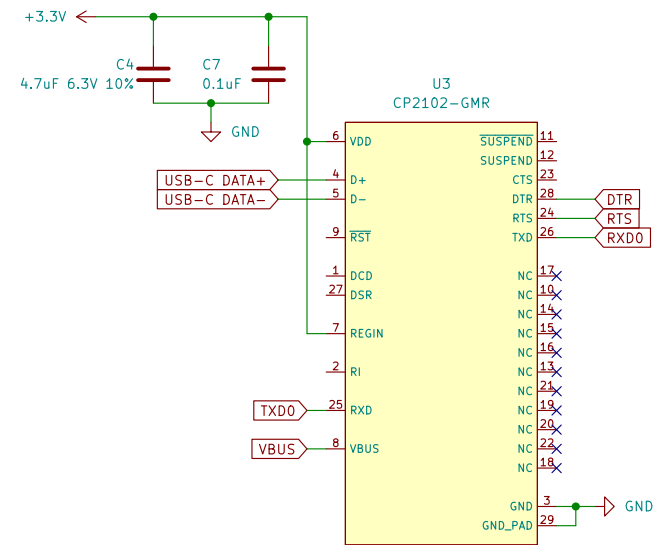 +3.3V
C4
4.7uF 6.3V 10%
C7
0.1uF
GND
U3
CP2102-GMR
6 VDD
USB-C DATA+ 4 D+
USB-C DATA- 5 D-
9 RST
1 DCD
27 DSR
7 REGIN
2 RI
TXD0 25 RXD
VBUS 8 VBUS
SUSPEND 11
SUSPEND 12
CTS 23
DTR 28 DTR
RTS 24 RTS
TXD 26 RXD0
NC 17
NC 10
NC 14
NC 15
NC 16
NC 13
NC 21
NC 19
NC 20
NC 22
NC 18
GND 3 GND
GND_PAD 29